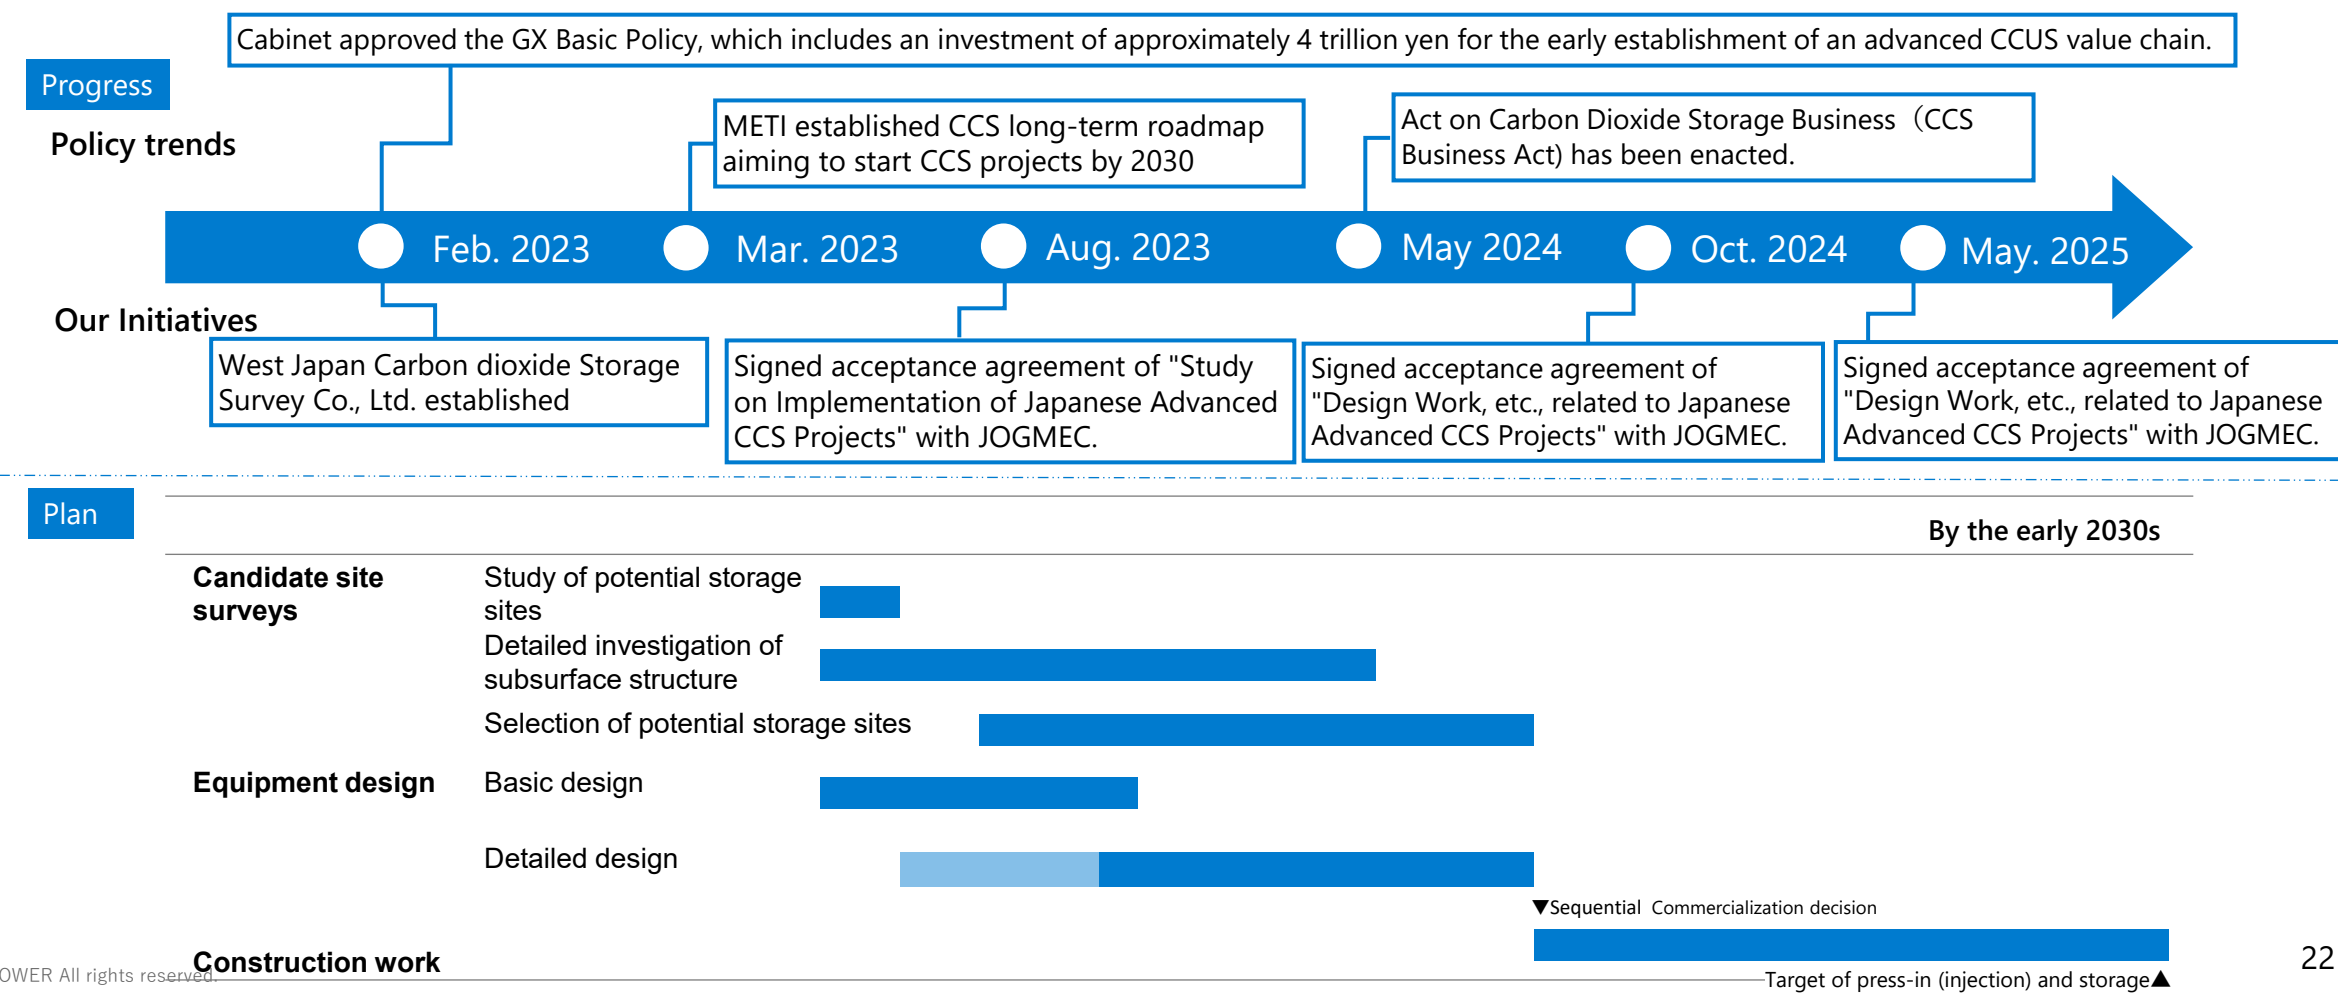 Cabinet approved the GX Basic Policy, which includes an investment of approximately 4 trillion yen for the early establishment of an advanced CCUS value chain.
Progress
Policy trends
METI established CCS long-term roadmap
aiming to start CCS projects by 2030
Act on Carbon Dioxide Storage Business（CCS
Business Act) has been enacted.
Feb. 2023
Mar. 2023
Aug. 2023
May 2024
Oct. 2024
May. 2025
Our Initiatives
West Japan Carbon dioxide Storage
Survey Co., Ltd. established
Signed acceptance agreement of "Study
on Implementation of Japanese Advanced
CCS Projects" with JOGMEC.
Signed acceptance agreement of
"Design Work, etc., related to Japanese
Advanced CCS Projects" with JOGMEC.
Signed acceptance agreement of
"Design Work, etc., related to Japanese
Advanced CCS Projects" with JOGMEC.
Plan
By the early 2030s
Candidate site
surveys
Study of potential storage
sites
Detailed investigation of
subsurface structure
Selection of potential storage sites
Equipment design
Basic design
Detailed design
▼Sequential Commercialization decision
Construction work
Target of press-in (injection) and storage▲
OWER All rights reserved.
22